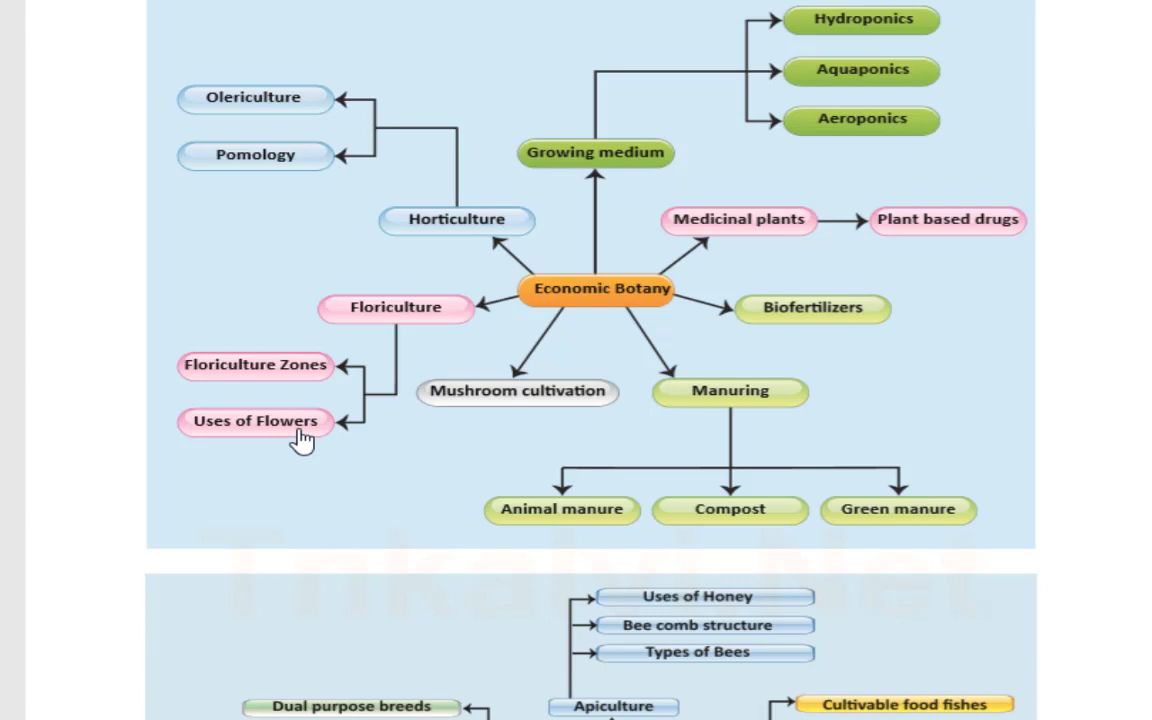 Hydroponics
Olericulture
Aquaponics
Aeroponics
Pomology
Growing medium
Horticulture
Medicinal plants
Plant based drugs
Economic Botany
Floriculture
Biofertilizers
Floriculture Zones
Mushroom cultivation
Manuring
Uses of Flowers
Animal manure
Compost
Green manure
Tnkalvi.Net
Uses of Honey
Bee comb structure
Types of Bees
Dual purpose breeds
Apiculture
Cultivable food fishes